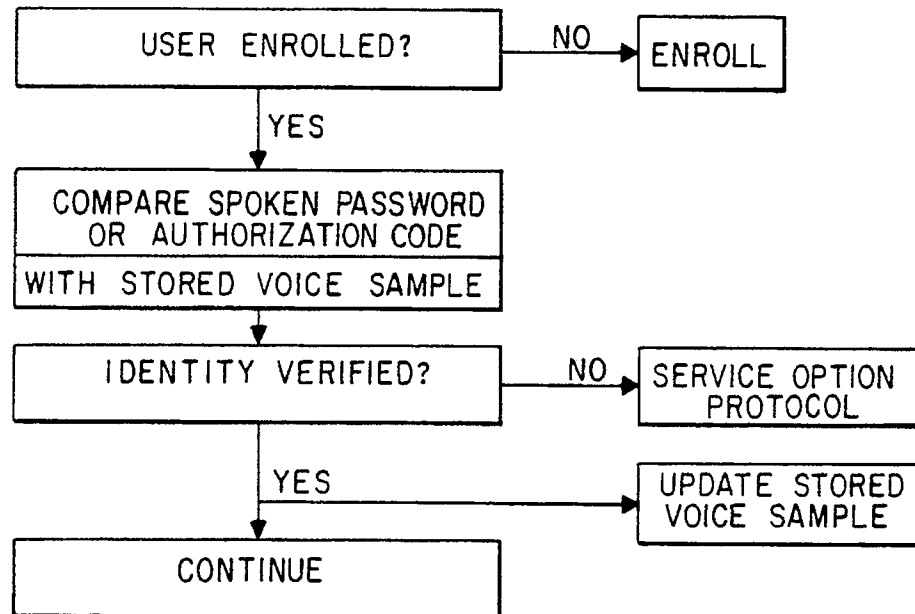 USER ENROLLED?
NO
ENROLL
YES
COMPARE SPOKEN PASSWORD
OR AUTHORIZATION CODE
WITH STORED VOICE SAMPLE
IDENTITY VERIFIED?
NO
SERVICE OPTION
PROTOCOL
YES
UPDATE STORED
VOICE SAMPLE
CONTINUE